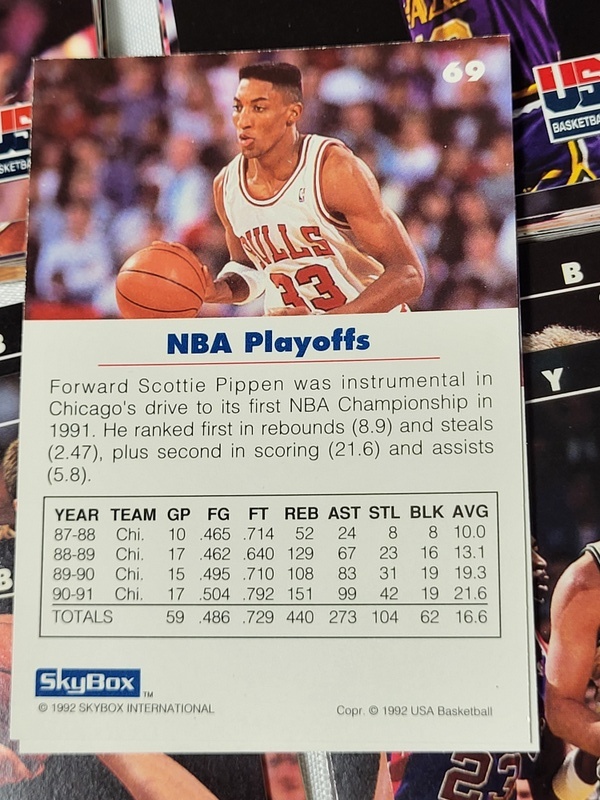 69
BULLS
33
NBA Playoffs
Forward Scottie Pippen was instrumental in
Chicago's drive to its first NBA Championship in
1991. He ranked first in rebounds (8.9) and steals
(2.47), plus second in scoring (21.6) and assists
(5.8).
YEAR TEAM GP FG FT REB AST STL BLK AVG
87-88 Chi. 10 .465 .714 52 24 8 8 10.0
88-89 Chi. 17 .462 .640 129 67 23 16 13.1
89-90 Chi. 15 .495 .710 108 83 31 19 19.3
90-91 Chi. 17 .504 .792 151 99 42 19 21.6
TOTALS 59 .486 .729 440 273 104 62 16.6
SkyBox TM
© 1992 SKYBOX INTERNATIONAL
Copr. © 1992 USA Basketball
US
BASKETBA
B
Y
23